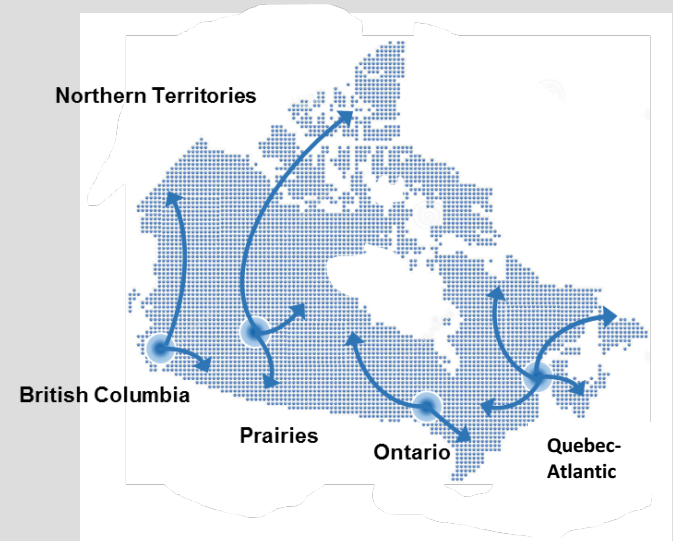 Northern Territories
British Columbia
Prairies
Ontario
Quebec-
Atlantic